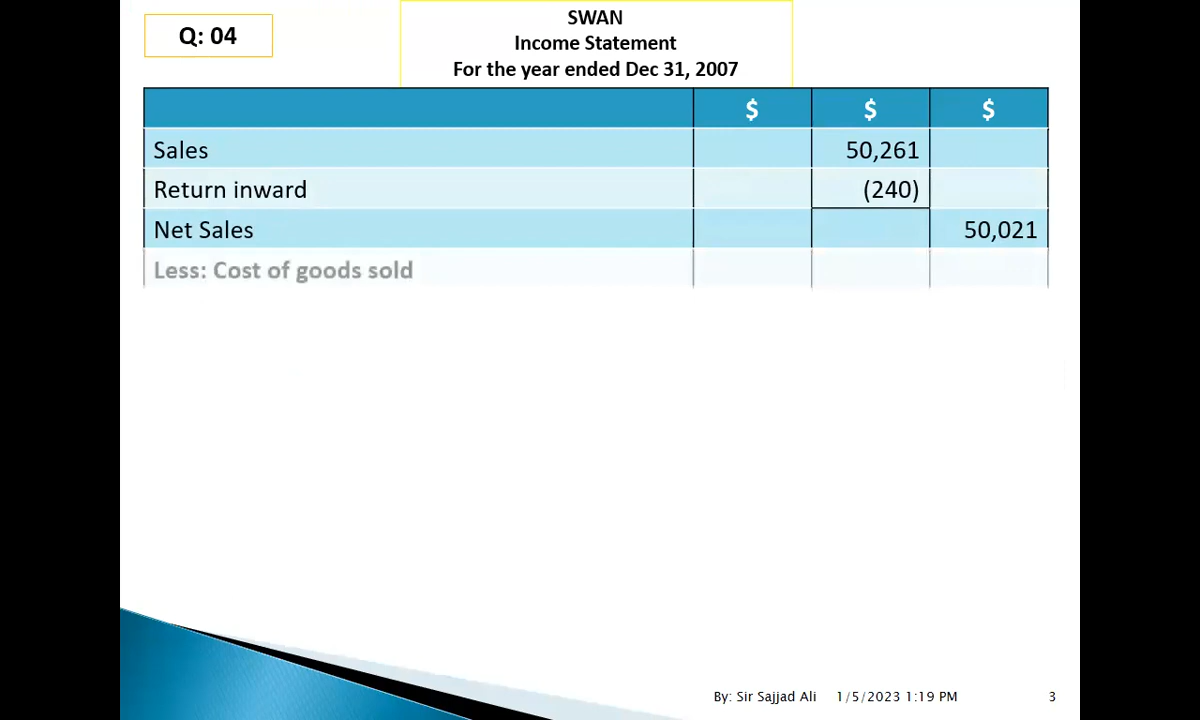 Q: 04
SWAN
Income Statement
For the year ended Dec 31, 2007
$ $ $
Sales 50,261
Return inward (240)
Net Sales 50,021
Less: Cost of goods sold
By: Sir Sajjad Ali 1/5/2023 1:19 PM 3